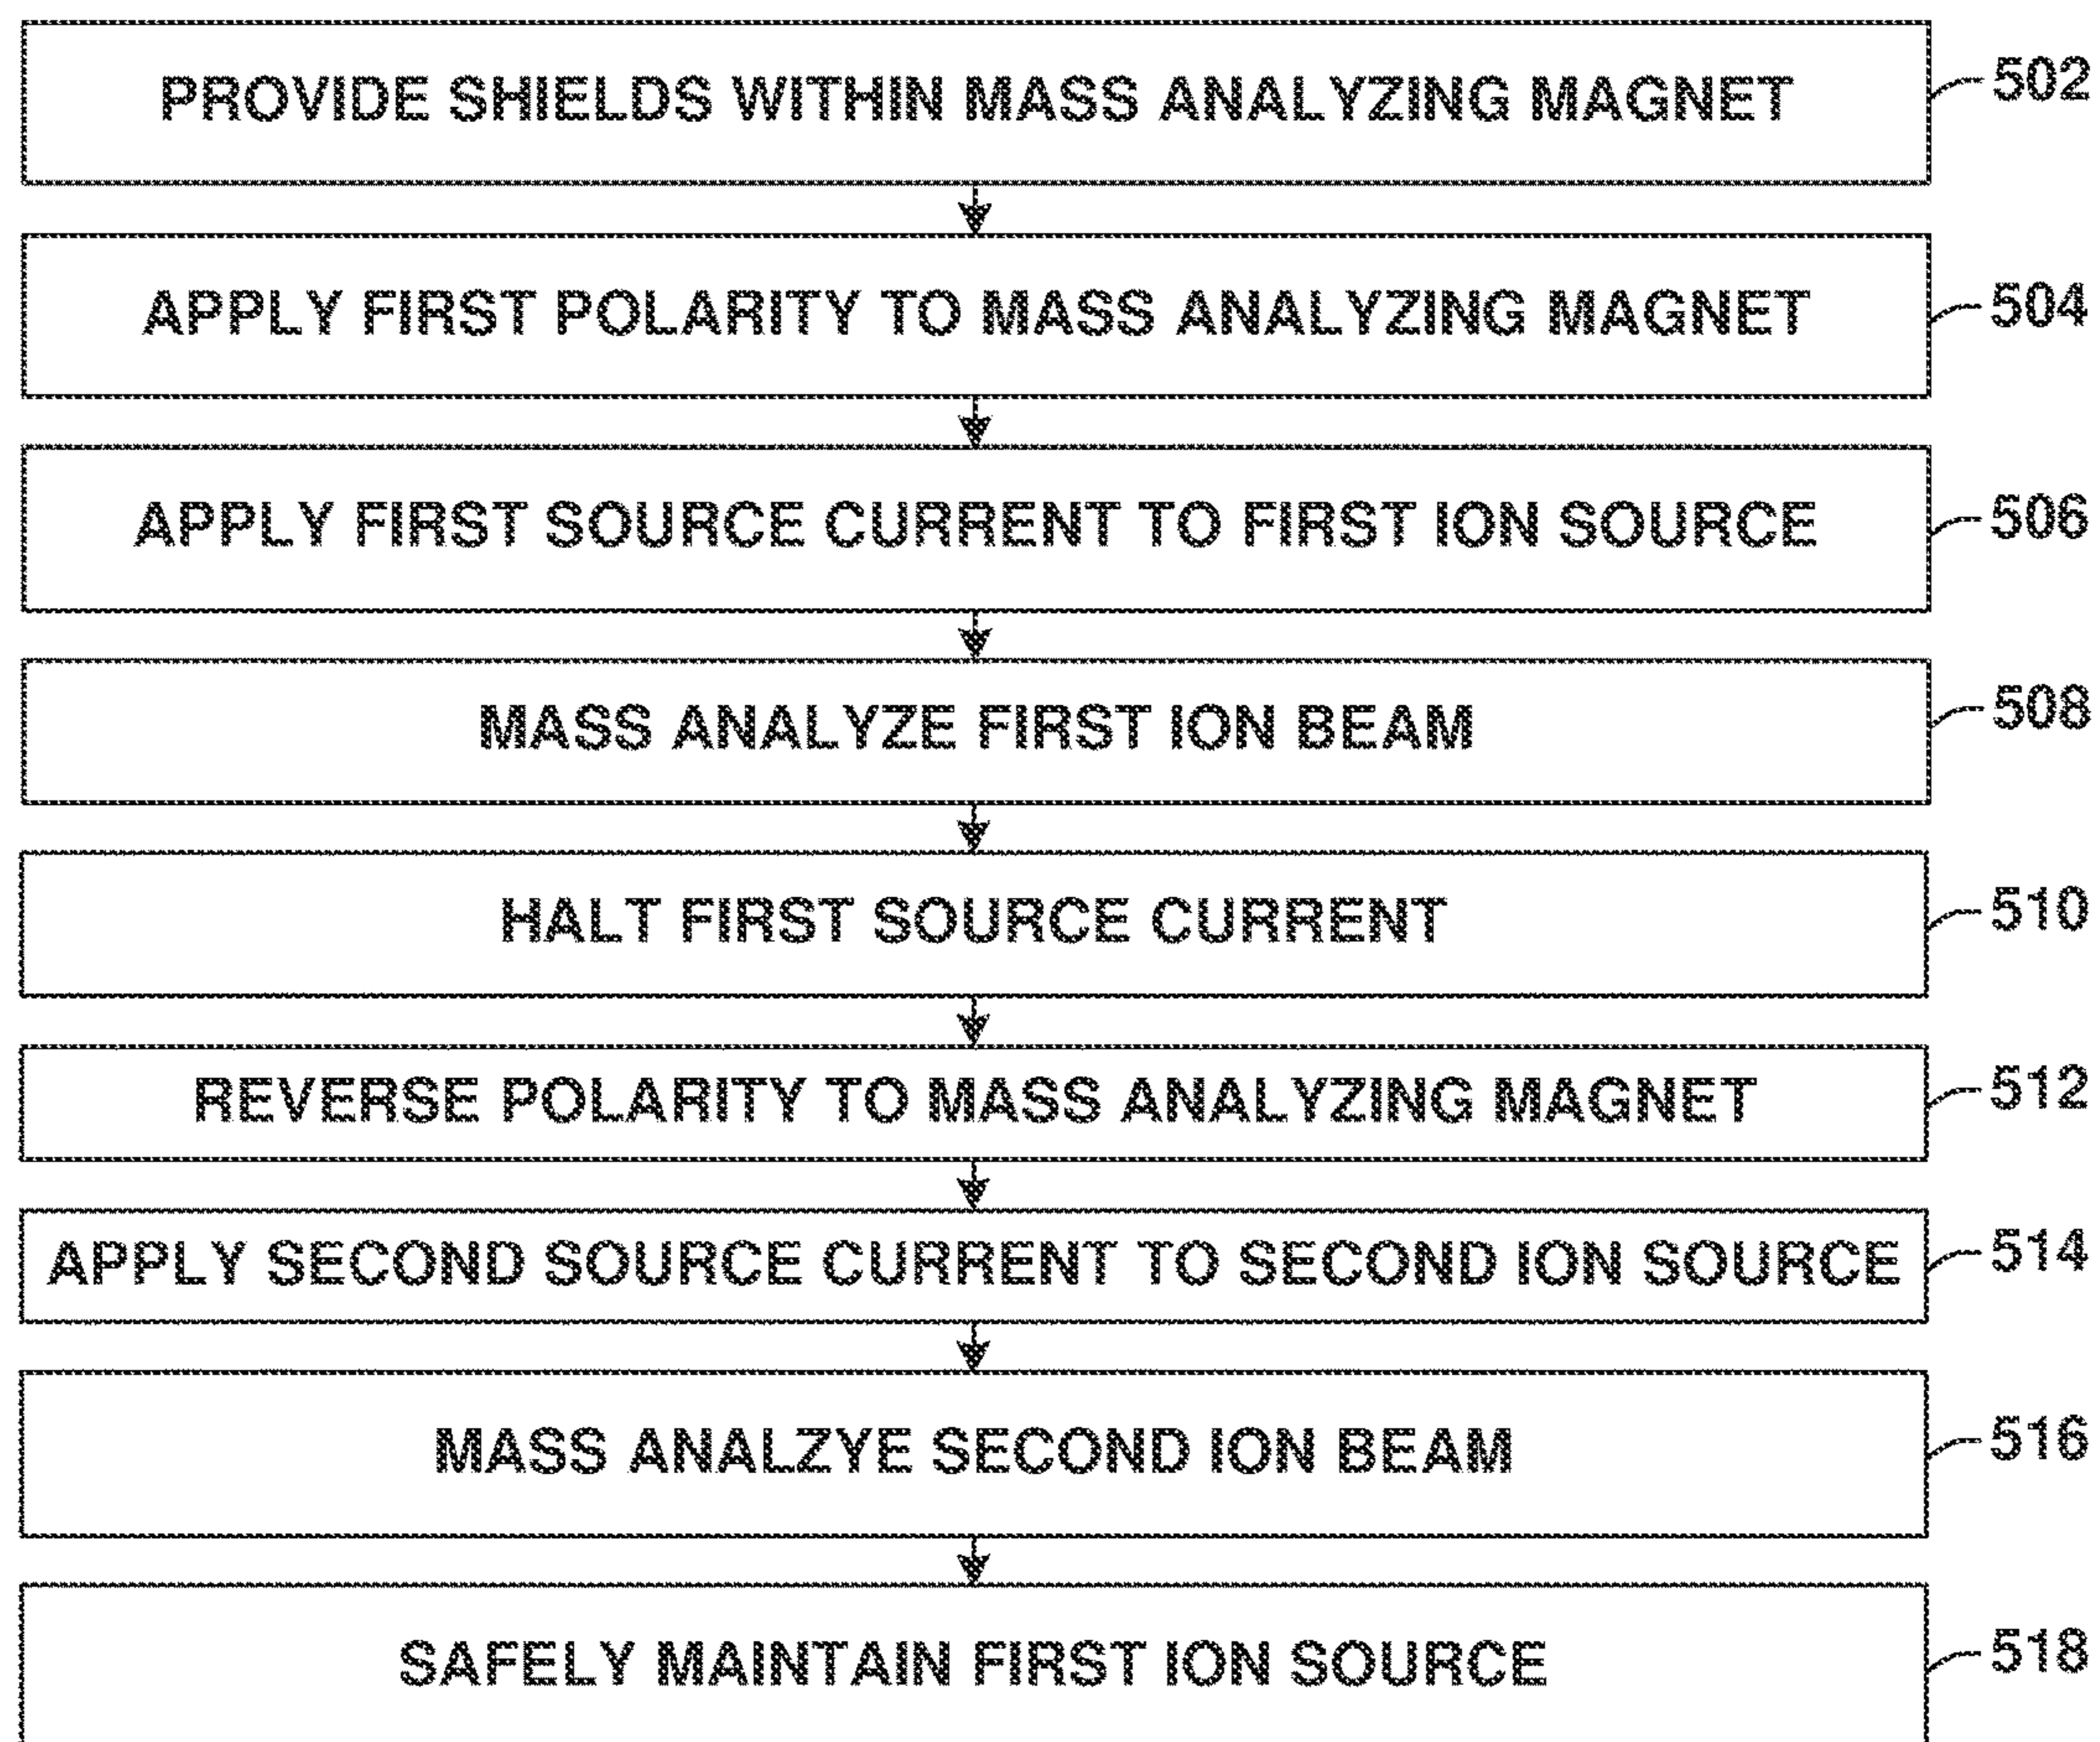 PROVIDE SHIELDS WITHIN MASS ANALYZING MAGNET 502
APPLY FIRST POLARITY TO MASS ANALYZING MAGNET 504
APPLY FIRST SOURCE CURRENT TO FIRST ION SOURCE 506
MASS ANALYZE FIRST ION BEAM 508
HALT FIRST SOURCE CURRENT 510
REVERSE POLARITY TO MASS ANALYZING MAGNET 512
APPLY SECOND SOURCE CURRENT TO SECOND ION SOURCE 514
MASS ANALZYE SECOND ION BEAM 516
SAFELY MAINTAIN FIRST ION SOURCE 518